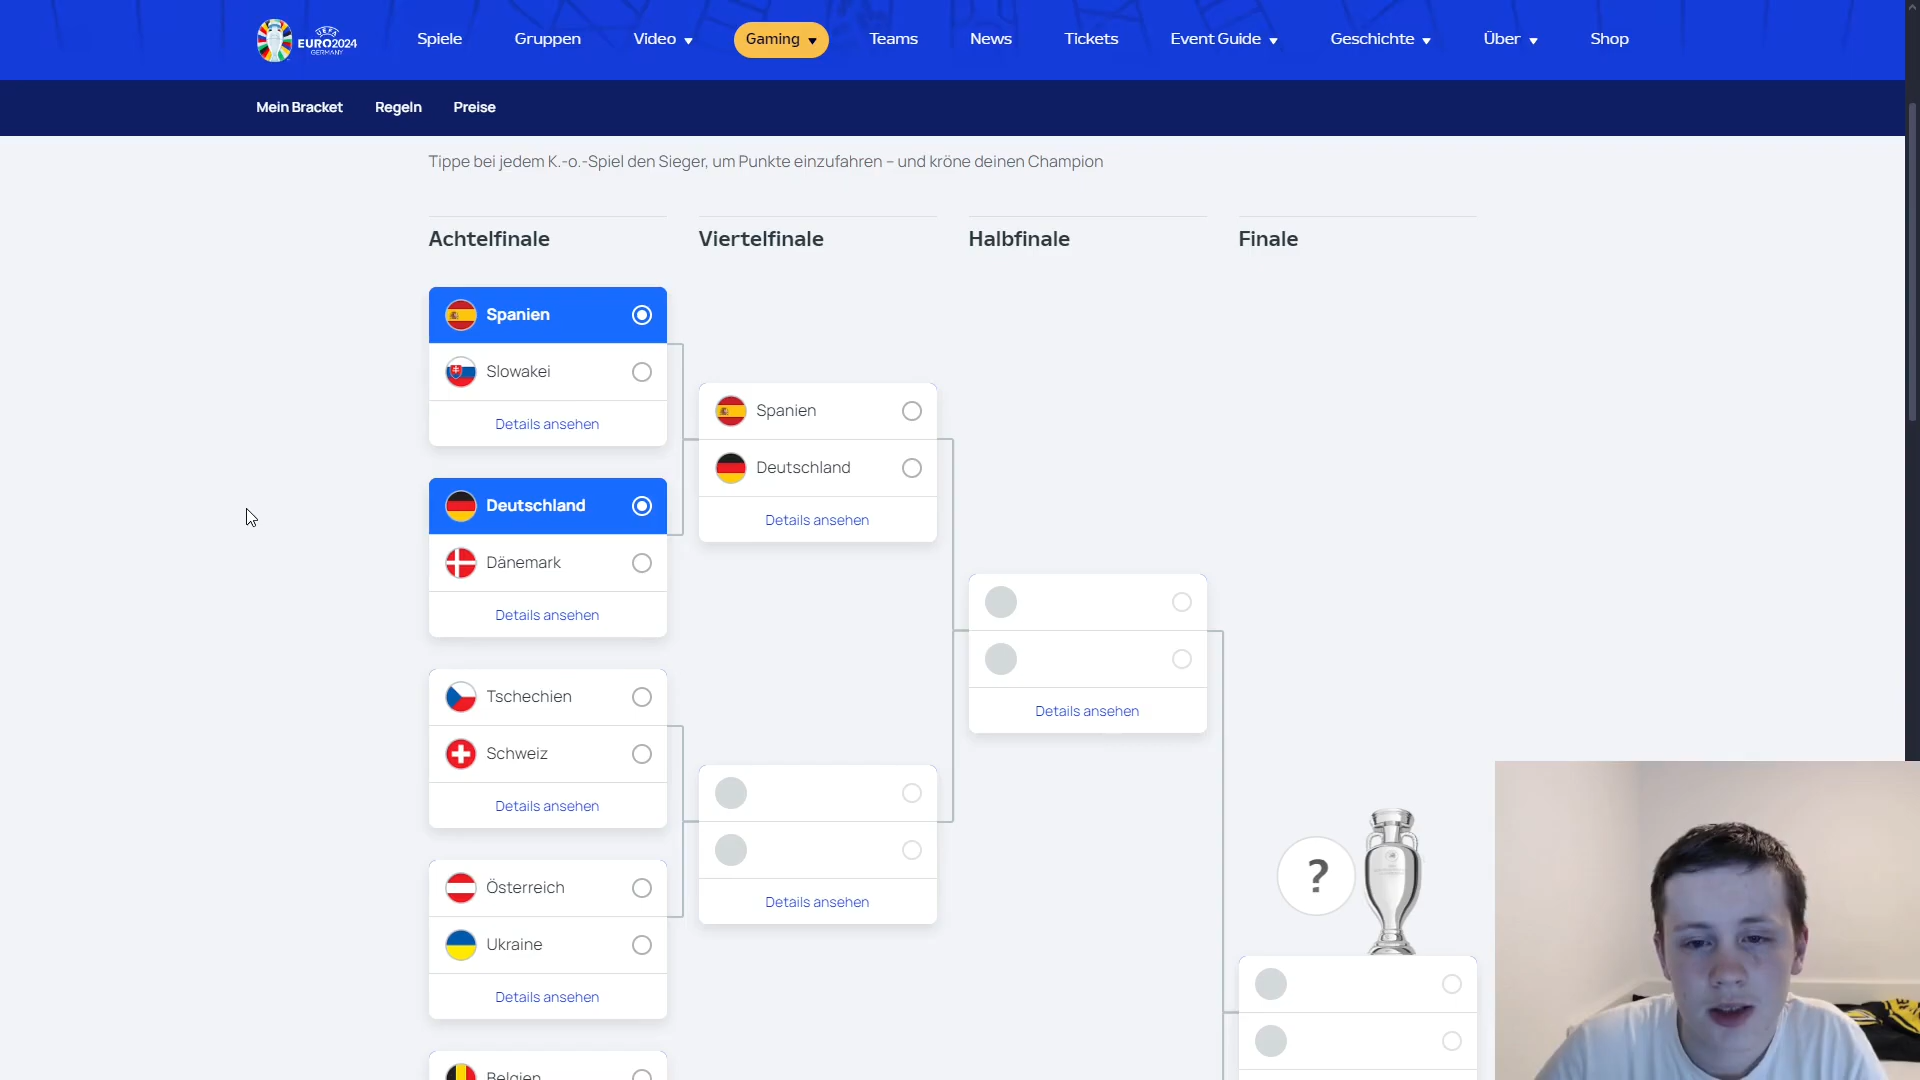 UEFA
EURO2024
GERMANY
Spiele
Gruppen
Video
Gaming
Teams
News
Tickets
Event Guide
Geschichte
Über
Shop
Mein Bracket
Regeln
Preise
Tippe bei jedem K.-o.-Spiel den Sieger, um Punkte einzufahren – und kröne deinen Champion
Achtelfinale
Viertelfinale
Halbfinale
Finale
Spanien
Slowakei
Details ansehen
Deutschland
Dänemark
Details ansehen
Tschechien
Schweiz
Details ansehen
Österreich
Ukraine
Details ansehen
Belgien
Spanien
Deutschland
Details ansehen
Details ansehen
Details ansehen
?